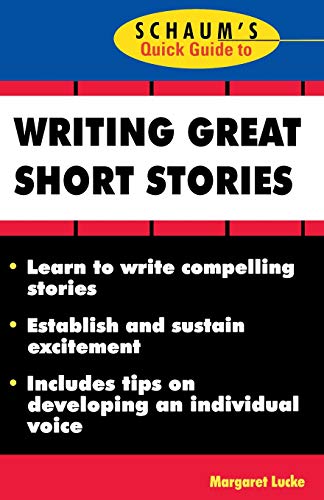 SCHAUM'S
Quick Guide to
WRITING GREAT
SHORT STORIES
• Learn to write compelling
stories
• Establish and sustain
excitement
• Includes tips on
developing an individual
voice
Margaret Lucke